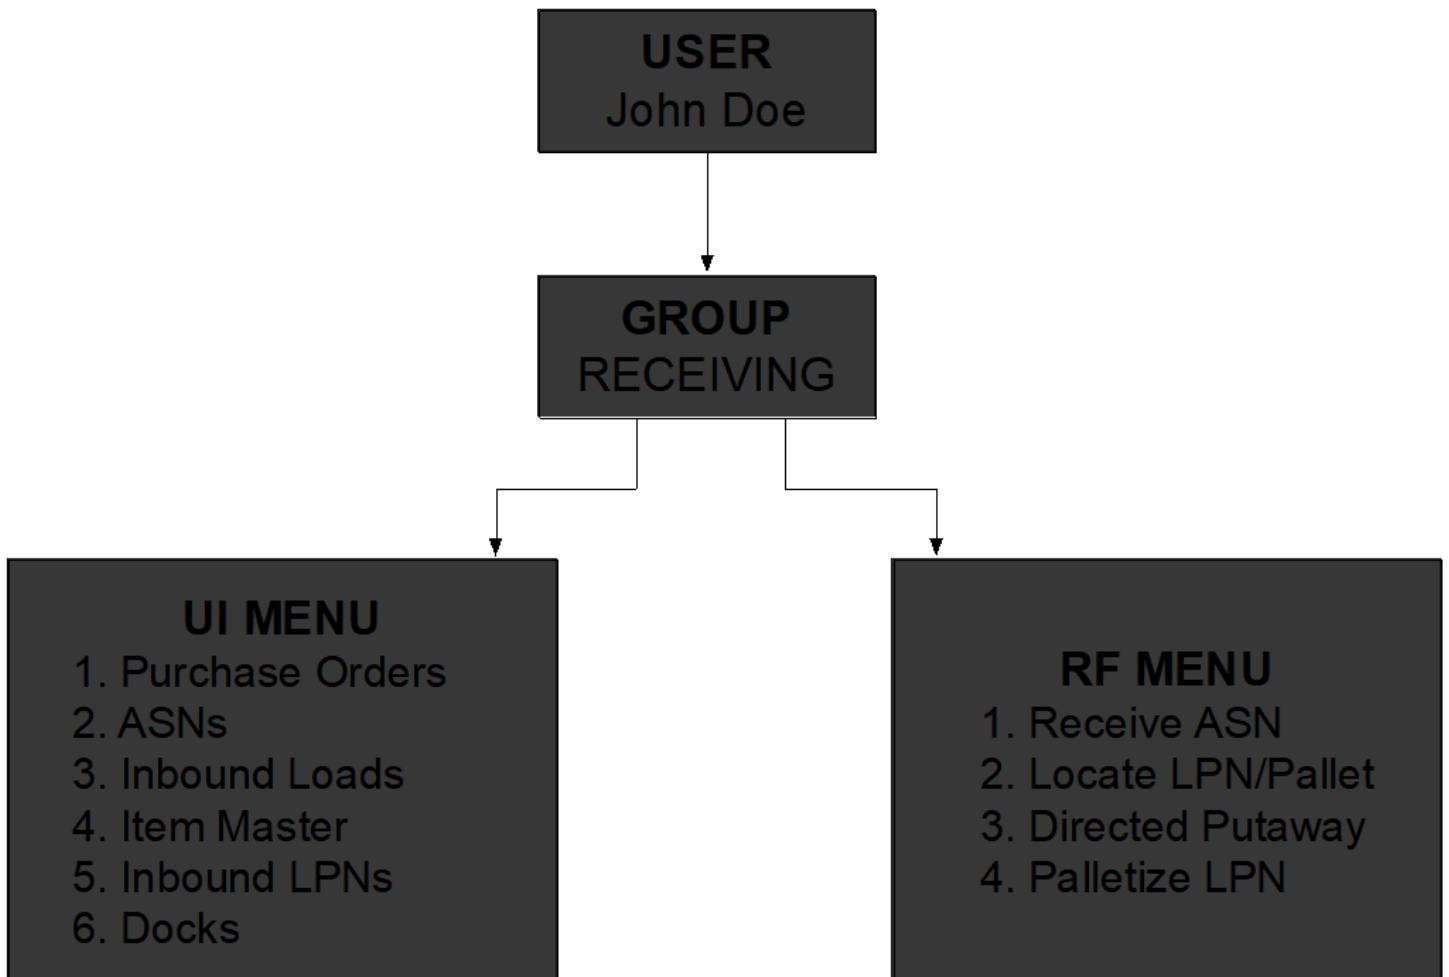 USER
John Doe
GROUP
RECEIVING
UI MENU
1. Purchase Orders
2. ASNs
3. Inbound Loads
4. Item Master
5. Inbound LPNs
6. Docks
RF MENU
1. Receive ASN
2. Locate LPN/Pallet
3. Directed Putaway
4. Palletize LPN